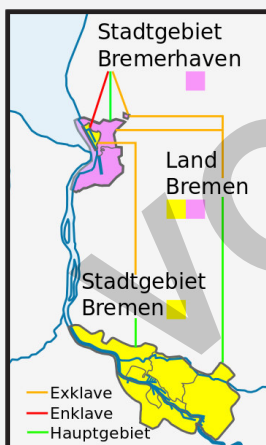 Stadtgebiet
Bremerhaven
Land
Bremen
Stadtgebiet
Bremen
Exklave
Enklave
Hauptgebiet